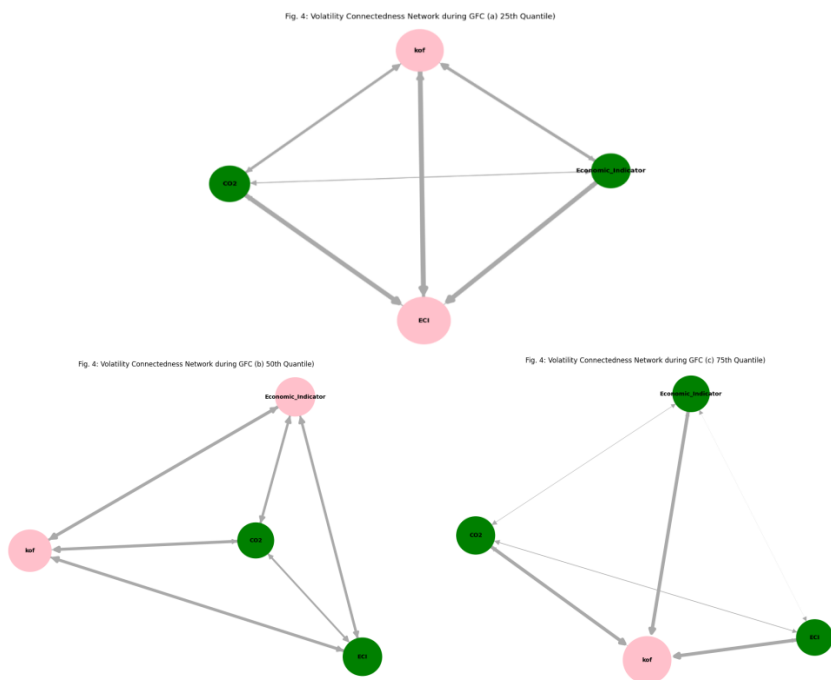 Fig. 4: Volatility Connectedness Network during GFC (a) 25th Quantile)
kof
CO2
Economic_Indicator
ECI
Fig. 4: Volatility Connectedness Network during GFC (b) 50th Quantile)
Economic_Indicator
CO2
kof
ECI
Fig. 4: Volatility Connectedness Network during GFC (c) 75th Quantile)
Economic_Indicator
CO2
ECI
kof